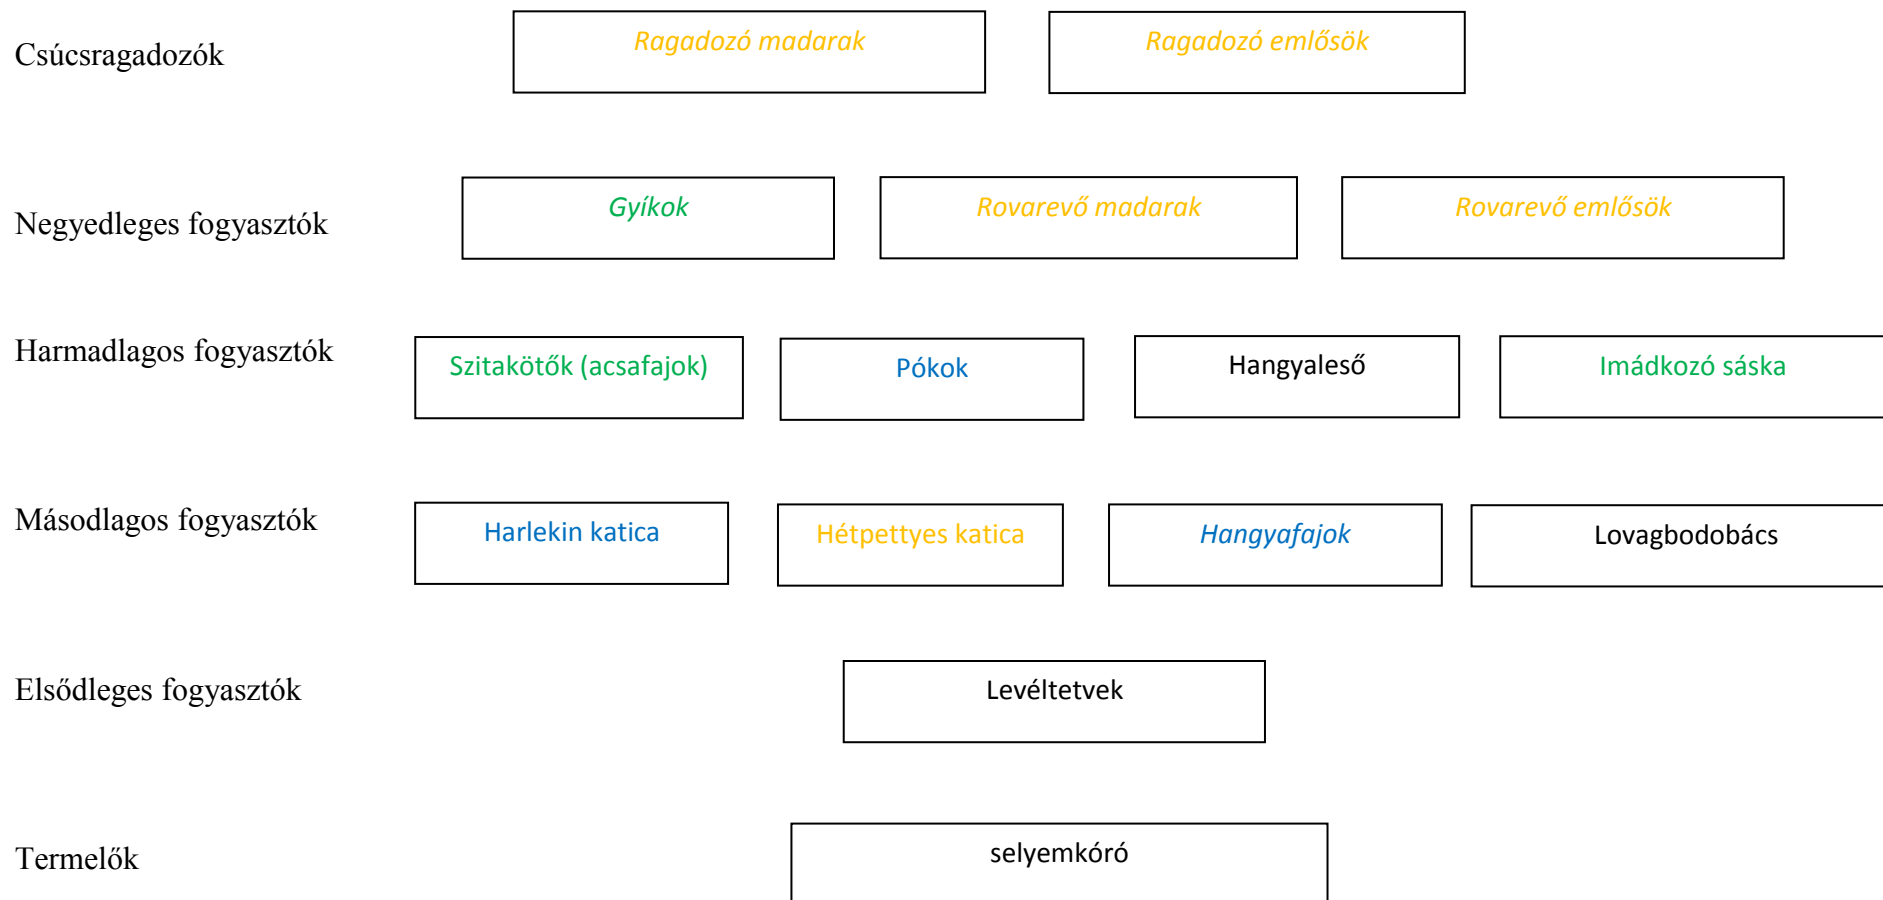 Csúcsragadozók
Ragadozó madarak
Ragadozó emlősök
Negyedleges fogyasztók
Gyíkok
Rovarevő madarak
Rovarevő emlősök
Harmadlagos fogyasztók
Szitakötők (acsafajok)
Pókok
Hangyaleső
Imádkozó sáska
Másodlagos fogyasztók
Harlekin katica
Hétpettyes katica
Hangyafajok
Lovagbodobács
Elsődleges fogyasztók
Levéltetvek
Termelők
selyemkóró